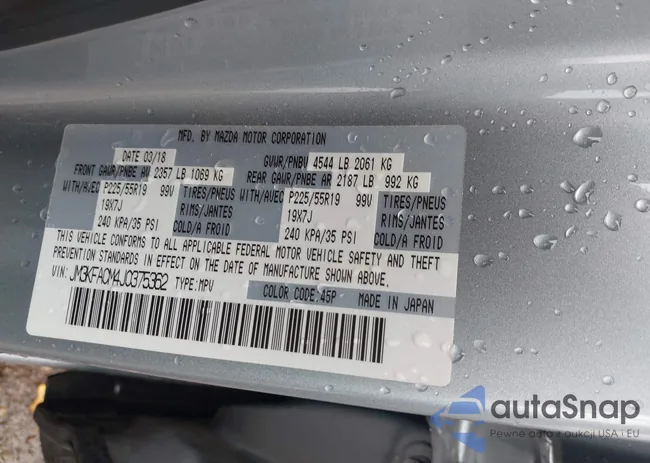 MFD. BY MAZDA MOTOR CORPORATION
DATE 03/18 GVWR/PNBV 4544 LB 2061 KG
FRONT GAWR/PNBE AV 2357 LB 1069 KG REAR GAWR/PNBE AR 2187 LB 992 KG
WITH/AVEC P225/55R19 99V TIRES/PNEUS WITH/AVEC P225/55R19 99V TIRES/PNEUS
19X7J RIMS/JANTES 19X7J RIMS/JANTES
240 KPA/35 PSI COLD/A FROID 240 KPA/35 PSI COLD/A FROID
THIS VEHICLE CONFORMS TO ALL APPLICABLE FEDERAL MOTOR VEHICLE SAFETY AND THEFT
PREVENTION STANDARDS IN EFFECT ON THE DATE OF MANUFACTURE SHOWN ABOVE.
VIN: JM3KFACM4J0375362 TYPE:MPV COLOR CODE:45P MADE IN JAPAN
autaSnap
Pewne auta z aukcji USA i EU